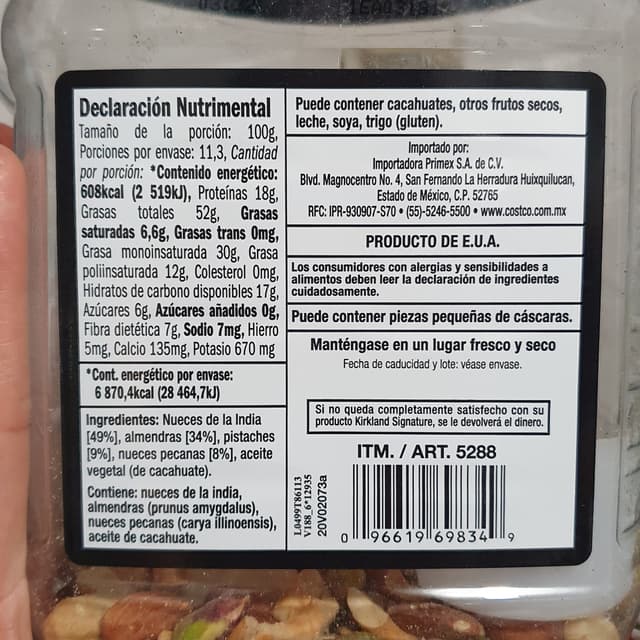 Declaración Nutrimental
Tamaño de la porción: 100g,
Porciones por envase: 11,3, Cantidad
por porción: *Contenido energético:
608kcal (2 519kJ), Proteínas 18g,
Grasas totales 52g, Grasas
saturadas 6,6g, Grasas trans 0mg,
Grasa monoinsaturada 30g, Grasa
poliinsaturada 12g, Colesterol 0mg,
Hidratos de carbono disponibles 17g,
Azúcares 6g, Azúcares añadidos 0g,
Fibra dietética 7g, Sodio 7mg, Hierro
5mg, Calcio 135mg, Potasio 670 mg
*Cont. energético por envase:
6 870,4kcal (28 464,7kJ)
Ingredientes: Nueces de la India
[49%], almendras [34%], pistaches
[9%], nueces pecanas [8%], aceite
vegetal (de cacahuate).
Contiene: nueces de la india,
almendras (prunus amygdalus),
nueces pecanas (carya illinoensis),
aceite de cacahuate.
Puede contener cacahuates, otros frutos secos,
leche, soya, trigo (gluten).
Importado por:
Importadora Primex S.A. de C.V.
Blvd. Magnocentro No. 4, San Fernando La Herradura Huixquilucan,
Estado de México, C.P. 52765
RFC: IPR-930907-S70 • (55)-5246-5500 • www.costco.com.mx
PRODUCTO DE E.U.A.
Los consumidores con alergias y sensibilidades a
alimentos deben leer la declaración de ingredientes
cuidadosamente.
Puede contener piezas pequeñas de cáscaras.
Manténgase en un lugar fresco y seco
Fecha de caducidad y lote: véase envase.
Si no queda completamente satisfecho con su
producto Kirkland Signature, se le devolverá el dinero.
ITM. / ART. 5288
L0499T86113
V188_6*12935
20V02073a
0 96619 69834 9